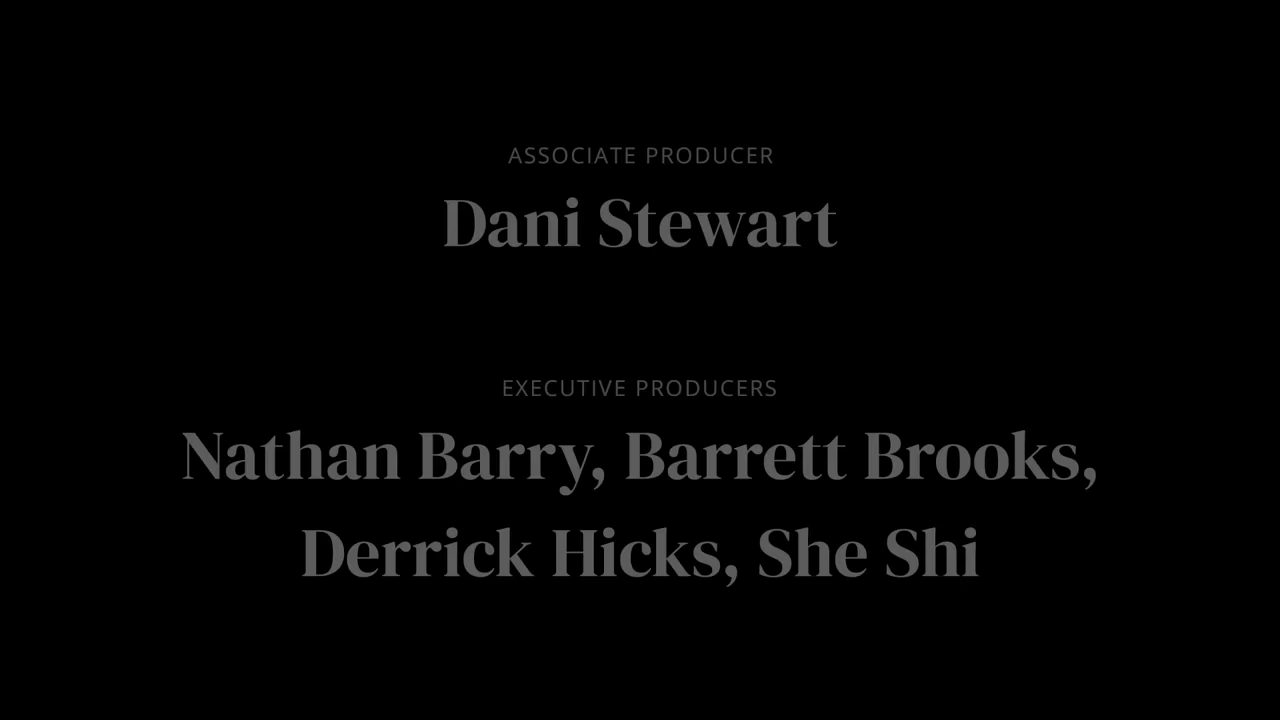 ASSOCIATE PRODUCER
Dani Stewart
EXECUTIVE PRODUCERS
Nathan Barry, Barrett Brooks,
Derrick Hicks, She Shi